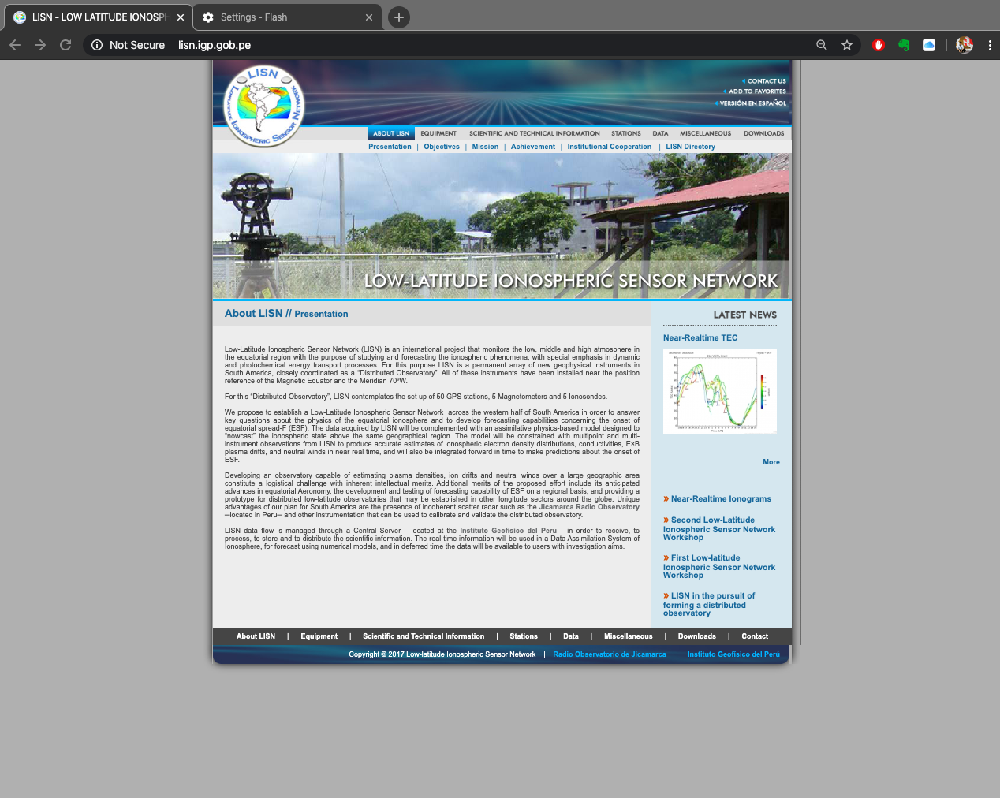 LISN - LOW LATITUDE IONOSPH
Settings - Flash
Not Secure
lisn.igp.gob.pe
LISN
LOW-LATITUDE IONOSPHERIC SENSOR NETWORK
CONTACT US
ADD TO FAVORITES
VERSIÓN EN ESPAÑOL
ABOUT LISN EQUIPMENT SCIENTIFIC AND TECHNICAL INFORMATION STATIONS DATA MISCELLANEOUS DOWNLOADS
Presentation | Objectives | Mission | Achievement | Institutional Cooperation | LISN Directory
LOW-LATITUDE IONOSPHERIC SENSOR NETWORK
About LISN // Presentation
Low-Latitude Ionospheric Sensor Network (LISN) is an international project that monitors the low, middle and high atmosphere in
the equatorial region with the purpose of studying and forecasting the ionospheric phenomena, with special emphasis in dynamic
and photochemical energy transport processes. For this purpose LISN is a permanent array of new geophysical instruments in
South America, closely coordinated as a “Distributed Observatory”. All of these instruments have been installed near the position
reference of the Magnetic Equator and the Meridian 70ºW.
For this “Distributed Observatory”, LISN contemplates the set up of 50 GPS stations, 5 Magnetometers and 5 Ionosondes.
We propose to establish a Low-Latitude Ionospheric Sensor Network across the western half of South America in order to answer
key questions about the physics of the equatorial ionosphere and to develop forecasting capabilities concerning the onset of
equatorial spread-F (ESF). The data acquired by LISN will be complemented with an assimilative physics-based model designed to
“nowcast” the ionospheric state above the same geographical region. The model will be constrained with multipoint and multi-
instrument observations from LISN to produce accurate estimates of ionospheric electron density distributions, conductivities, E×B
plasma drifts, and neutral winds in near real time, and will also be integrated forward in time to make predictions about the onset of
ESF.
Developing an observatory capable of estimating plasma densities, ion drifts and neutral winds over a large geographic area
constitute a logistical challenge with inherent intellectual merits. Additional merits of the proposed effort include its anticipated
advances in equatorial Aeronomy, the development and testing of forecasting capability of ESF on a regional basis, and providing a
prototype for distributed low-latitude observatories that may be established in other longitude sectors around the globe. Unique
advantages of our plan for South America are the presence of incoherent scatter radar such as the Jicamarca Radio Observatory
—located in Peru— and other instrumentation that can be used to calibrate and validate the distributed observatory.
LISN data flow is managed through a Central Server —located at the Instituto Geofisico del Peru— in order to receive, to
process, to store and to distribute the scientific information. The real time information will be used in a Data Assimilation System of
Ionosphere, for forecast using numerical models, and in deferred time the data will be available to users with investigation aims.
LATEST NEWS
Near-Realtime TEC
More
» Near-Realtime Ionograms
» Second Low-Latitude
Ionospheric Sensor Network
Workshop
» First Low-latitude
Ionospheric Sensor Network
Workshop
» LISN in the pursuit of
forming a distributed
observatory
About LISN | Equipment | Scientific and Technical Information | Stations | Data | Miscellaneous | Downloads | Contact
Copyright © 2017 Low-latitude Ionospheric Sensor Network | Radio Observatorio de Jicamarca | Instituto Geofisico del Perú